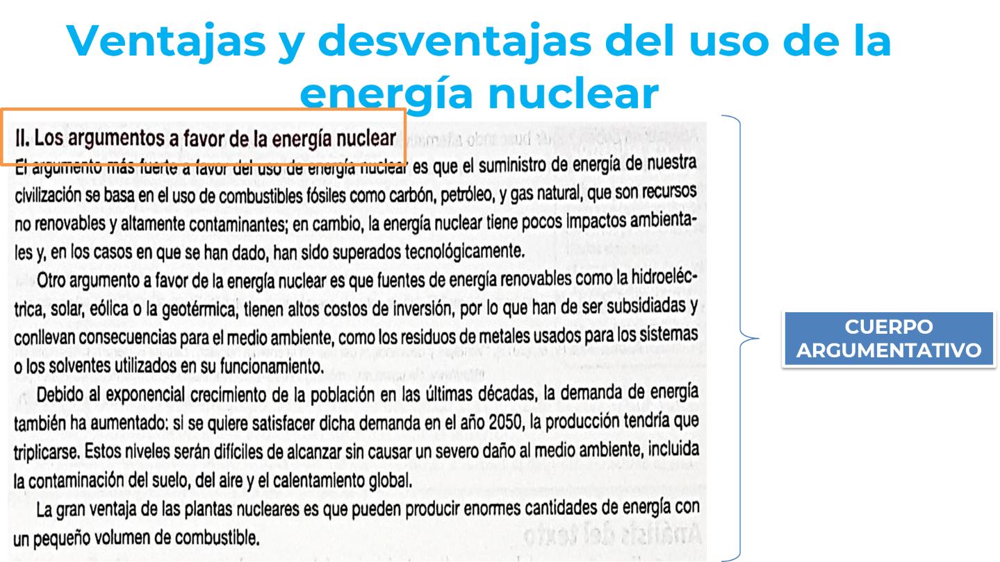 Ventajas y desventajas del uso de la
energía nuclear
II. Los argumentos a favor de la energía nuclear
El argumento más fuerte a favor del uso de energía nuclear es que el suministro de energía de nuestra
civilización se basa en el uso de combustibles fósiles como carbón, petróleo, y gas natural, que son recursos
no renovables y altamente contaminantes; en cambio, la energía nuclear tiene pocos impactos ambienta-
les y, en los casos en que se han dado, han sido superados tecnológicamente.
Otro argumento a favor de la energía nuclear es que fuentes de energía renovables como la hidroeléc-
trica, solar, eólica o la geotérmica, tienen altos costos de inversión, por lo que han de ser subsidiadas y
conllevan consecuencias para el medio ambiente, como los residuos de metales usados para los sistemas
o los solventes utilizados en su funcionamiento.
Debido al exponencial crecimiento de la población en las últimas décadas, la demanda de energía
también ha aumentado; si se quiere satisfacer dicha demanda en el año 2050, la producción tendría que
triplicarse. Estos niveles serán difíciles de alcanzar sin causar un severo daño al medio ambiente, incluida
la contaminación del suelo, del aire y el calentamiento global.
La gran ventaja de las plantas nucleares es que pueden producir enormes cantidades de energía con
un pequeño volumen de combustible.
CUERPO
ARGUMENTATIVO